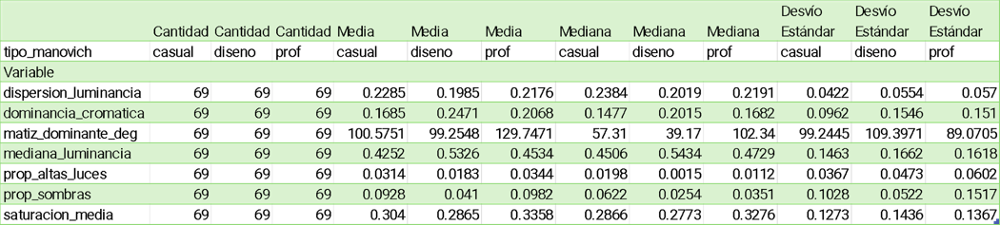 Desvío Desvío Desvío
Cantidad Cantidad Cantidad Media Media Media Mediana Mediana Mediana Estándar Estándar Estándar
tipo_manovich casual diseno prof casual diseno prof casual diseno prof casual diseno prof
Variable
dispersion_luminancia 69 69 69 0.2285 0.1985 0.2176 0.2384 0.2019 0.2191 0.0422 0.0554 0.057
dominancia_cromatica 69 69 69 0.1685 0.2471 0.2068 0.1477 0.2015 0.1682 0.0962 0.1546 0.151
matiz_dominante_deg 69 69 69 100.5751 99.2548 129.7471 57.31 39.17 102.34 99.2445 109.3971 89.0705
mediana_luminancia 69 69 69 0.4252 0.5326 0.4534 0.4506 0.5434 0.4729 0.1463 0.1662 0.1618
prop_altas_luces 69 69 69 0.0314 0.0183 0.0344 0.0198 0.0015 0.0112 0.0367 0.0473 0.0602
prop_sombras 69 69 69 0.0928 0.041 0.0982 0.0622 0.0254 0.0351 0.1028 0.0522 0.1517
saturacion_media 69 69 69 0.304 0.2865 0.3358 0.2866 0.2773 0.3276 0.1273 0.1436 0.1367